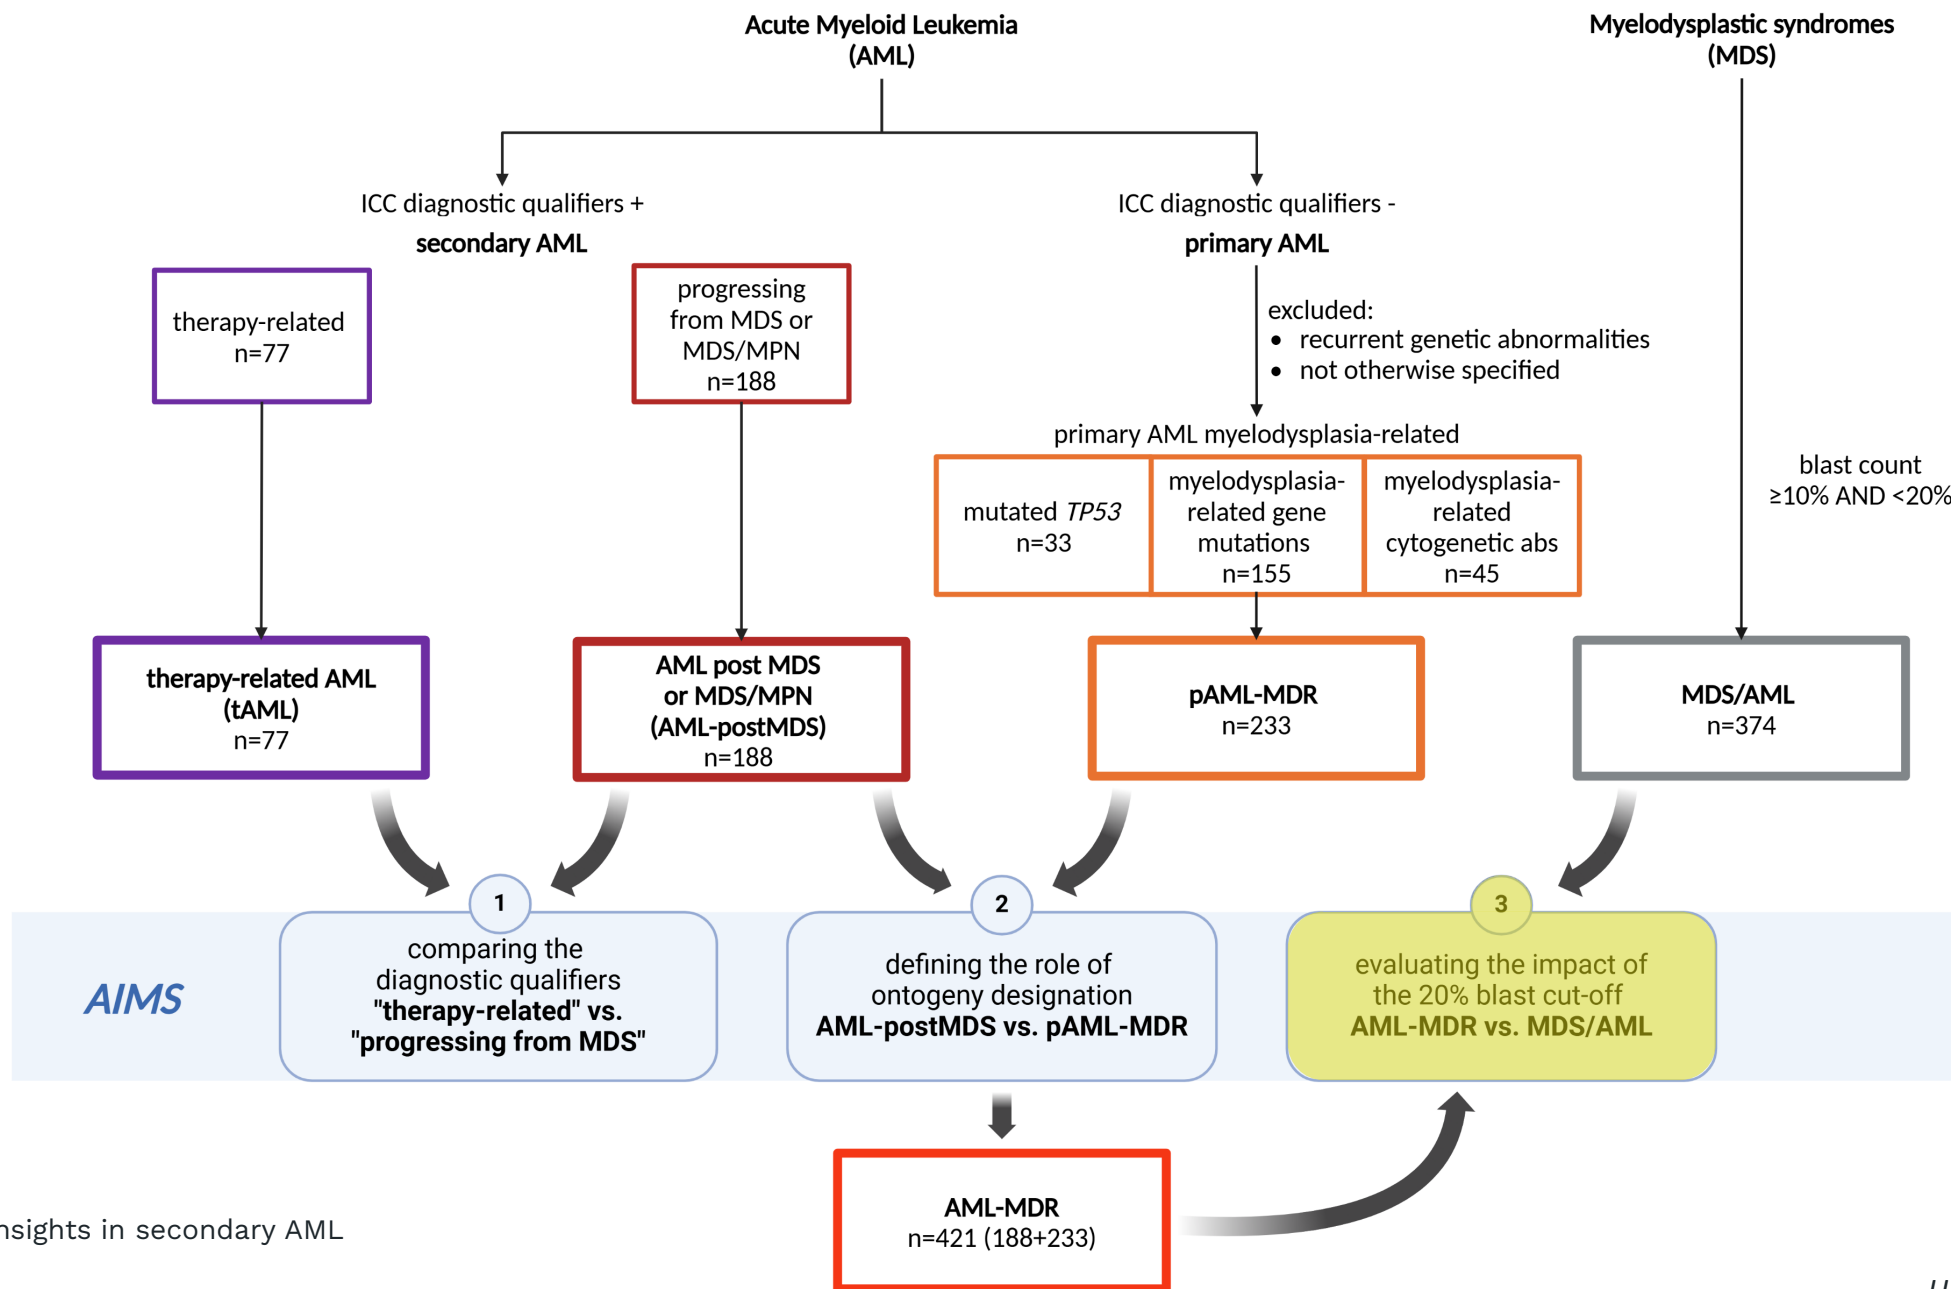 Acute Myeloid Leukemia
(AML)
Myelodysplastic syndromes
(MDS)
ICC diagnostic qualifiers +
secondary AML
ICC diagnostic qualifiers -
primary AML
therapy-related
n=77
progressing
from MDS or
MDS/MPN
n=188
excluded:
• recurrent genetic abnormalities
• not otherwise specified
primary AML myelodysplasia-related
mutated TP53
n=33
myelodysplasia-
related gene
mutations
n=155
myelodysplasia-
related
cytogenetic abs
n=45
blast count
≥10% AND <20%
therapy-related AML
(tAML)
n=77
AML post MDS
or MDS/MPN
(AML-postMDS)
n=188
pAML-MDR
n=233
MDS/AML
n=374
AIMS
1
comparing the
diagnostic qualifiers
"therapy-related" vs.
"progressing from MDS"
2
defining the role of
ontogeny designation
AML-postMDS vs. pAML-MDR
3
evaluating the impact of
the 20% blast cut-off
AML-MDR vs. MDS/AML
AML-MDR
n=421 (188+233)
nsights in secondary AML